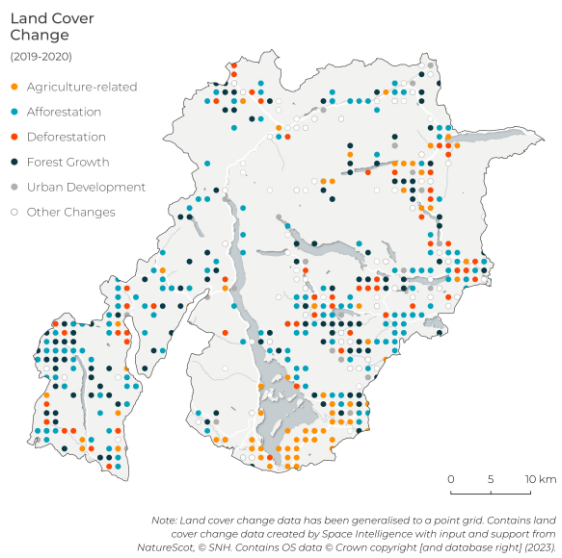 Land Cover
Change
(2019-2020)
Agriculture-related
Afforestation
Deforestation
Forest Growth
Urban Development
Other Changes
0 5 10 km
Note: Land cover change data has been generalised to a point grid. Contains land
cover change data created by Space Intelligence with input and support from
NatureScot, © SNH. Contains OS data © Crown copyright [and database right] (2023).